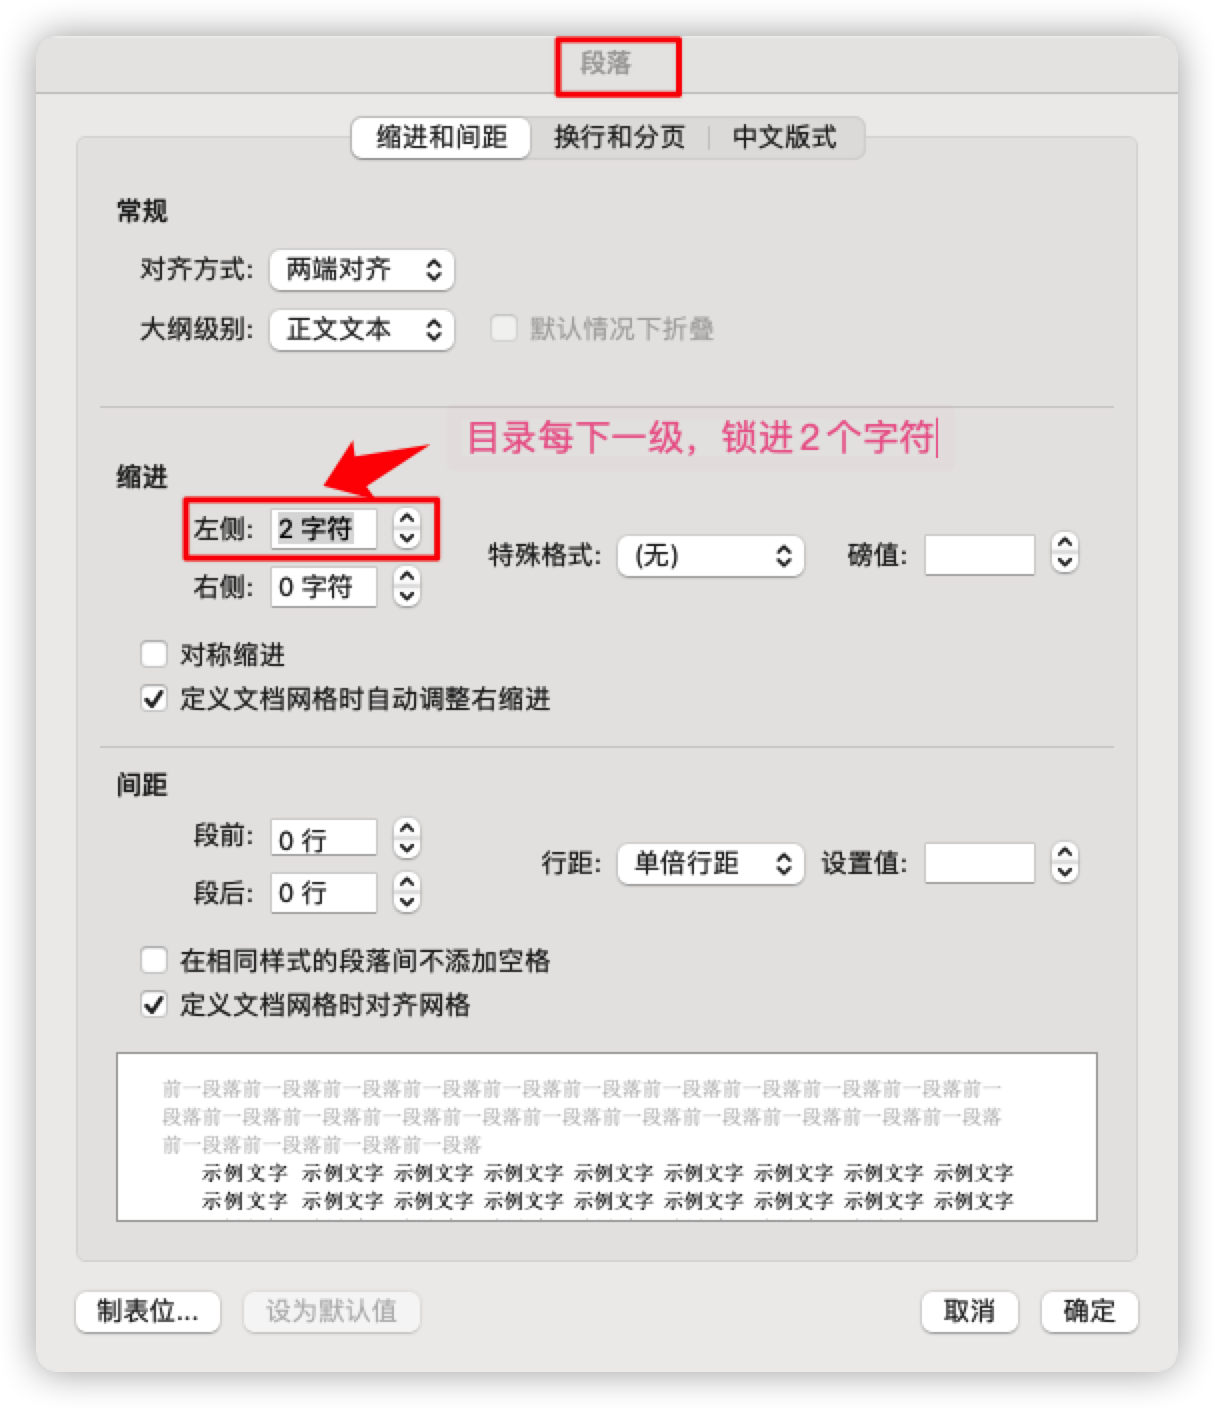 段落
缩进和间距 换行和分页 中文版式
常规
对齐方式: 两端对齐
大纲级别: 正文文本 默认情况下折叠
目录每下一级，锁进2个字符
缩进
左侧: 2 字符
特殊格式: (无) 磅值:
右侧: 0 字符
对称缩进
定义文档网格时自动调整右缩进
间距
段前: 0 行
行距: 单倍行距 设置值:
段后: 0 行
在相同样式的段落间不添加空格
定义文档网格时对齐网格
前一段落前一段落前一段落前一段落前一段落前一段落前一段落前一段落前一段落前一段落前一
段落前一段落前一段落前一段落前一段落前一段落前一段落前一段落前一段落前一段落前一段落
前一段落前一段落前一段落前一段落
示例文字 示例文字 示例文字 示例文字 示例文字 示例文字 示例文字 示例文字 示例文字
示例文字 示例文字 示例文字 示例文字 示例文字 示例文字 示例文字 示例文字 示例文字
制表位... 设为默认值 取消 确定